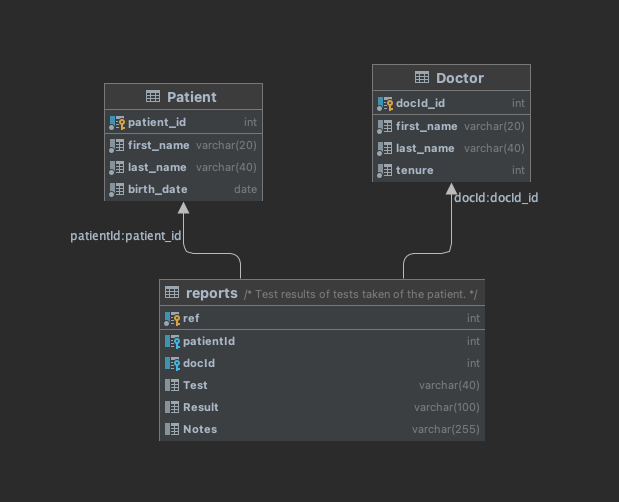 Patient
patient_id int
first_name varchar(20)
last_name varchar(40)
birth_date date
Doctor
docId_id int
first_name varchar(20)
last_name varchar(40)
tenure int
patientId:patient_id
docId:docId_id
reports /* Test results of tests taken of the patient. */
ref int
patientId int
docId int
Test varchar(40)
Result varchar(100)
Notes varchar(255)